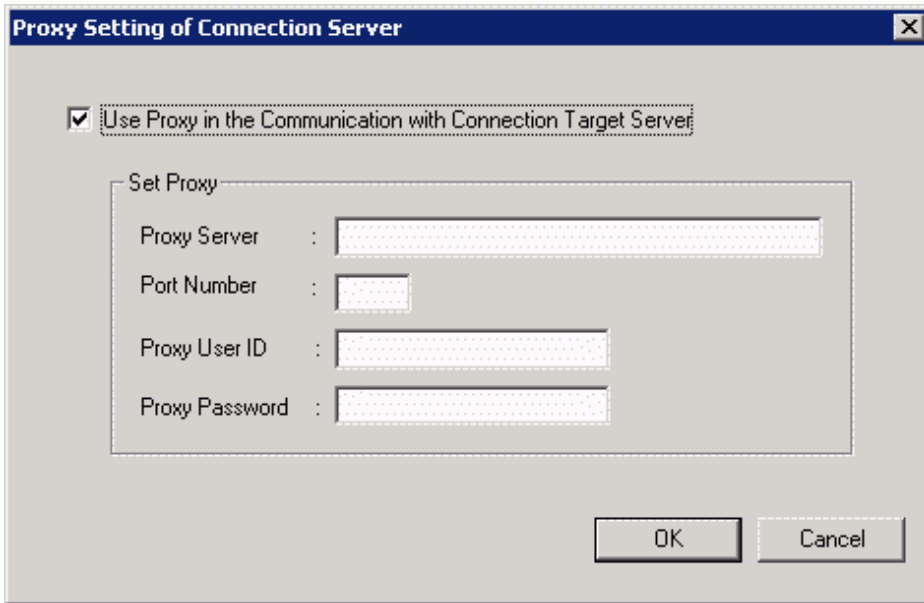 Proxy Setting of Connection Server
Use Proxy in the Communication with Connection Target Server
Set Proxy
Proxy Server :
Port Number :
Proxy User ID :
Proxy Password :
OK Cancel